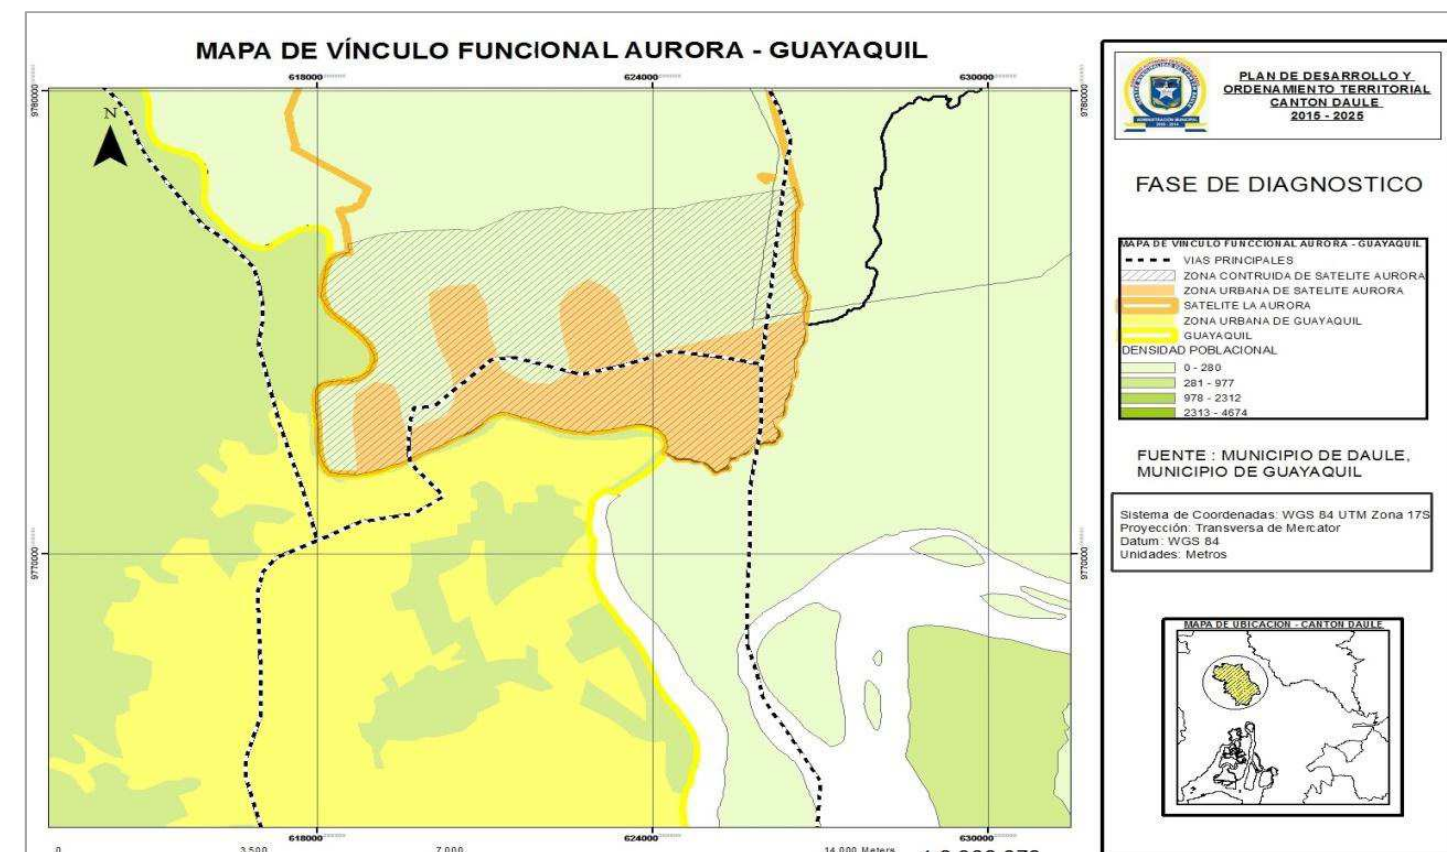 MAPA DE VÍNCULO FUNCIONAL AURORA - GUAYAQUIL
618000
624000
630000
9780000
9780000
N
9770000
9770000
618000
624000
630000
0
3.500
7.000
14.000 Meters
PLAN DE DESARROLLO Y
ORDENAMIENTO TERRITORIAL
CANTON DAULE
2015 - 2025
FASE DE DIAGNOSTICO
MAPA DE VINCULO FUNCCIONAL AURORA - GUAYAQUIL
VIAS PRINCIPALES
ZONA CONTRUIDA DE SATELITE AURORA
ZONA URBANA DE SATELITE AURORA
SATELITE LA AURORA
ZONA URBANA DE GUAYAQUIL
GUAYAQUIL
DENSIDAD POBLACIONAL
0 - 280
281 - 977
978 - 2312
2313 - 4674
FUENTE : MUNICIPIO DE DAULE,
MUNICIPIO DE GUAYAQUIL
Sistema de Coordenadas: WGS 84 UTM Zona 17S
Proyección: Transversa de Mercator
Datum: WGS 84
Unidades: Metros
MAPA DE UBICACION - CANTON DAULE